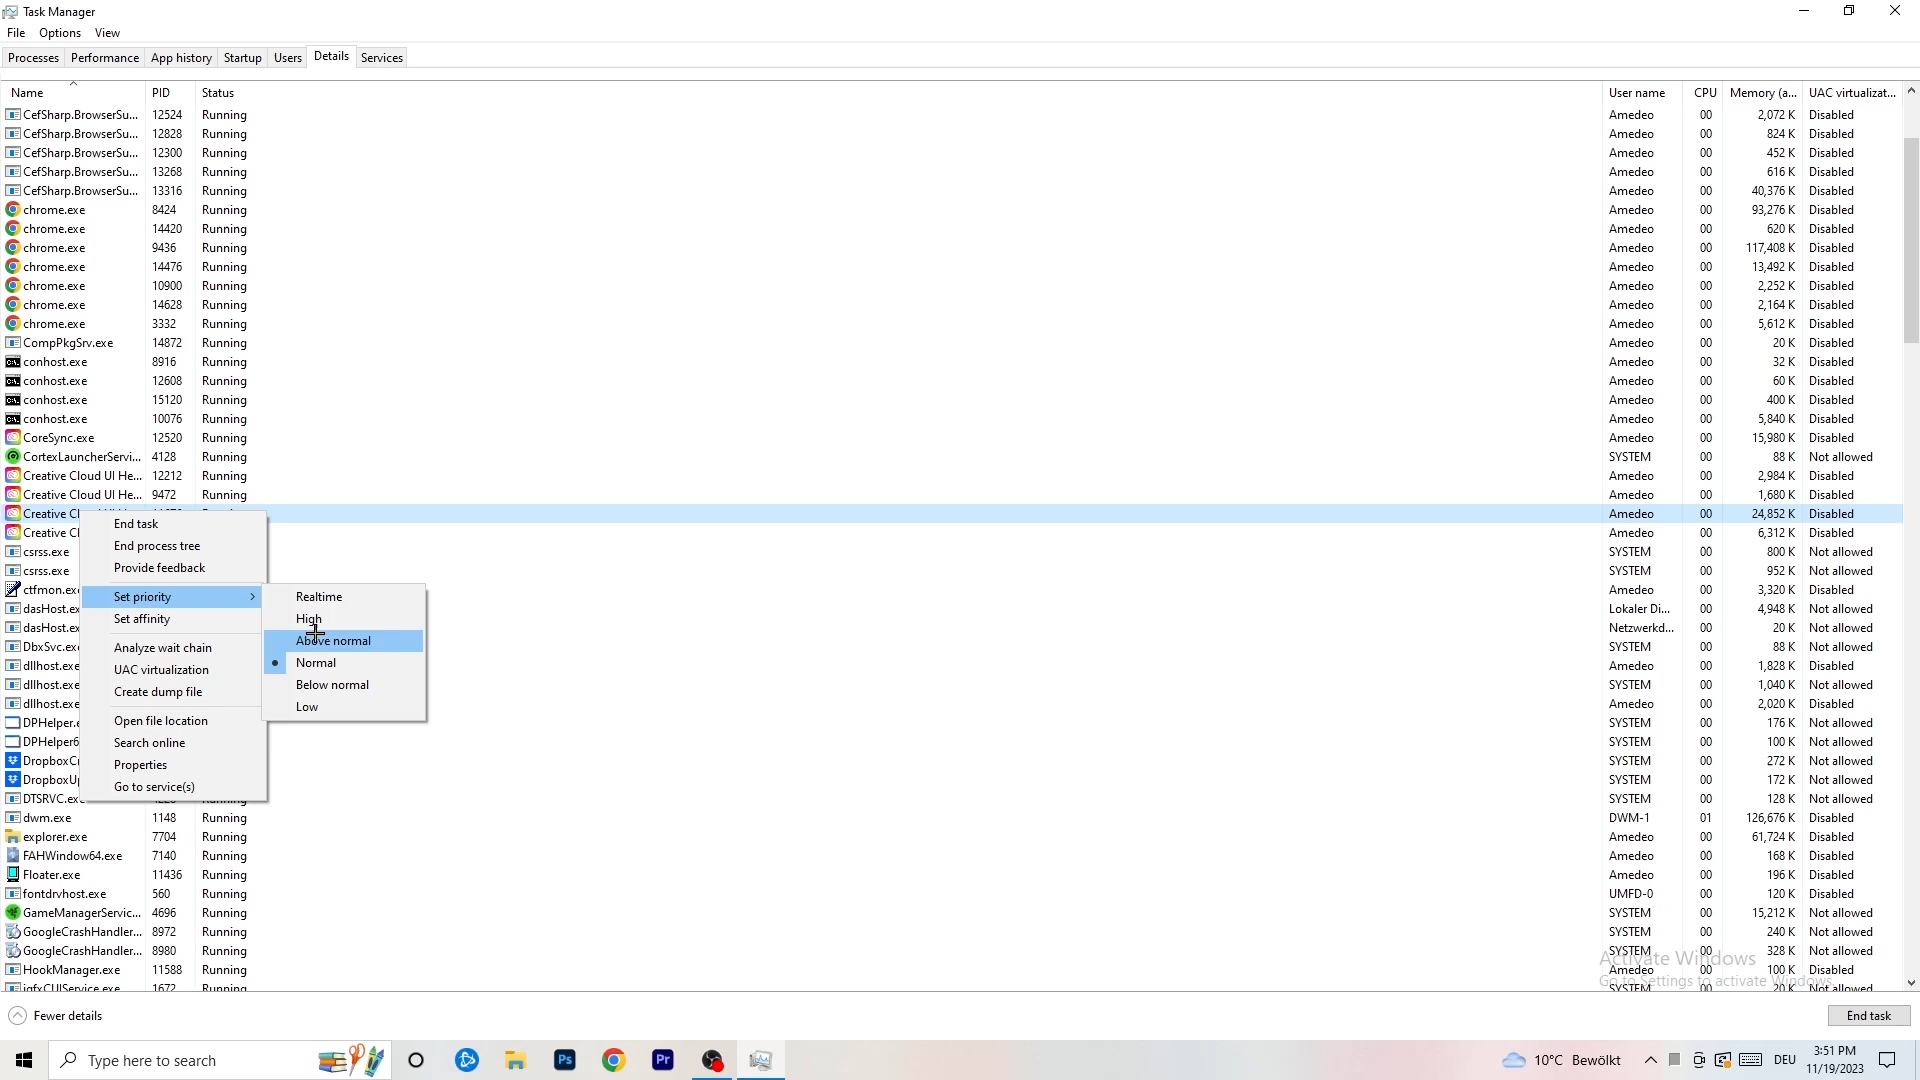 Task Manager
File Options View
Processes Performance App history Startup Users Details Services
Name PID Status User name CPU Memory (a... UAC virtualizat...
CefSharp.BrowserSu... 12524 Running Amedeo 00 2,072 K Disabled
CefSharp.BrowserSu... 12828 Running Amedeo 00 824 K Disabled
CefSharp.BrowserSu... 12300 Running Amedeo 00 452 K Disabled
CefSharp.BrowserSu... 13268 Running Amedeo 00 616 K Disabled
CefSharp.BrowserSu... 13316 Running Amedeo 00 40,376 K Disabled
chrome.exe 8424 Running Amedeo 00 93,276 K Disabled
chrome.exe 14420 Running Amedeo 00 620 K Disabled
chrome.exe 9436 Running Amedeo 00 117,408 K Disabled
chrome.exe 14476 Running Amedeo 00 13,492 K Disabled
chrome.exe 10900 Running Amedeo 00 2,252 K Disabled
chrome.exe 14628 Running Amedeo 00 2,164 K Disabled
chrome.exe 3332 Running Amedeo 00 5,612 K Disabled
CompPkgSrv.exe 14872 Running Amedeo 00 20 K Disabled
conhost.exe 8916 Running Amedeo 00 32 K Disabled
conhost.exe 12608 Running Amedeo 00 60 K Disabled
conhost.exe 15120 Running Amedeo 00 400 K Disabled
conhost.exe 10076 Running Amedeo 00 5,840 K Disabled
CoreSync.exe 12520 Running Amedeo 00 15,980 K Disabled
CortexLauncherServi... 4128 Running SYSTEM 00 88 K Not allowed
Creative Cloud UI He... 12212 Running Amedeo 00 2,984 K Disabled
Creative Cloud UI He... 9472 Running Amedeo 00 1,680 K Disabled
Creative Cl Amedeo 00 24,852 K Disabled
Creative Cl Amedeo 00 6,312 K Disabled
csrss.exe SYSTEM 00 800 K Not allowed
csrss.exe SYSTEM 00 952 K Not allowed
ctfmon.exe Amedeo 00 3,320 K Disabled
dasHost.ex Lokaler Di... 00 4,948 K Not allowed
dasHost.ex Netzwerkd... 00 20 K Not allowed
DbxSvc.exe SYSTEM 00 88 K Not allowed
dllhost.exe Amedeo 00 1,828 K Disabled
dllhost.exe SYSTEM 00 1,040 K Not allowed
dllhost.exe Amedeo 00 2,020 K Disabled
DPHelper.e SYSTEM 00 176 K Not allowed
DPHelper6 SYSTEM 00 100 K Not allowed
DropboxCr SYSTEM 00 272 K Not allowed
DropboxUp SYSTEM 00 172 K Not allowed
DTSRVC.exe Running SYSTEM 00 128 K Not allowed
dwm.exe 1148 Running DWM-1 01 126,676 K Disabled
explorer.exe 7704 Running Amedeo 00 61,724 K Disabled
FAHWindow64.exe 7140 Running Amedeo 00 168 K Disabled
Floater.exe 11436 Running Amedeo 00 196 K Disabled
fontdrvhost.exe 560 Running UMFD-0 00 120 K Disabled
GameManagerServic... 4696 Running SYSTEM 00 15,212 K Not allowed
GoogleCrashHandler... 8972 Running SYSTEM 00 240 K Not allowed
GoogleCrashHandler... 8980 Running SYSTEM 00 328 K Not allowed
HookManager.exe 11588 Running Amedeo 00 100 K Disabled
igfxCUIService.exe 1672 Running SYSTEM 00 20 K Not allowed
End task
End process tree
Provide feedback
Set priority
Set affinity
Analyze wait chain
UAC virtualization
Create dump file
Open file location
Search online
Properties
Go to service(s)
Realtime
High
Above normal
Normal
Below normal
Low
Activate Windows
Go to Settings to activate Windows.
Fewer details End task
Type here to search Ps Pr 10°C Bewölkt DEU 3:51 PM
11/19/2023